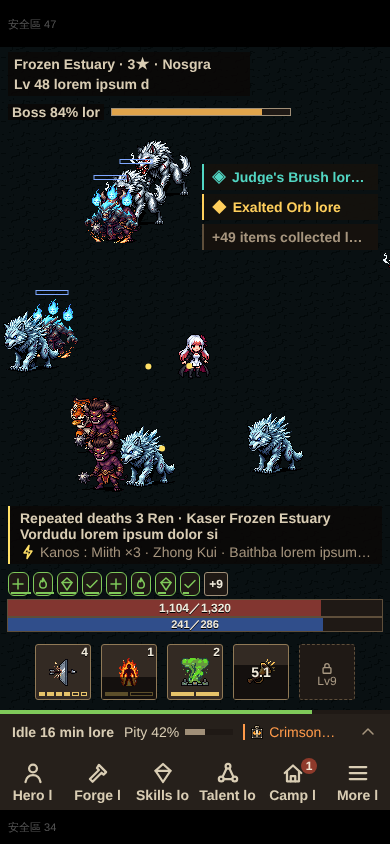 安全區 47
Frozen Estuary · 3★ · Nosgra
Lv 48 lorem ipsum d
Boss 84% lor
Judge's Brush lor…
Exalted Orb lore
+49 items collected l…
Repeated deaths 3 Ren · Kaser Frozen Estuary
Vordudu lorem ipsum dolor si
Kanos : Miith ×3 · Zhong Kui · Baithba lorem ipsum…
+9
1,104／1,320
241／286
4
1
2
5.1
Lv9
Idle 16 min lore
Pity 42%
Crimson…
1
Hero l
Forge l
Skills lo
Talent lo
Camp l
More l
安全區 34